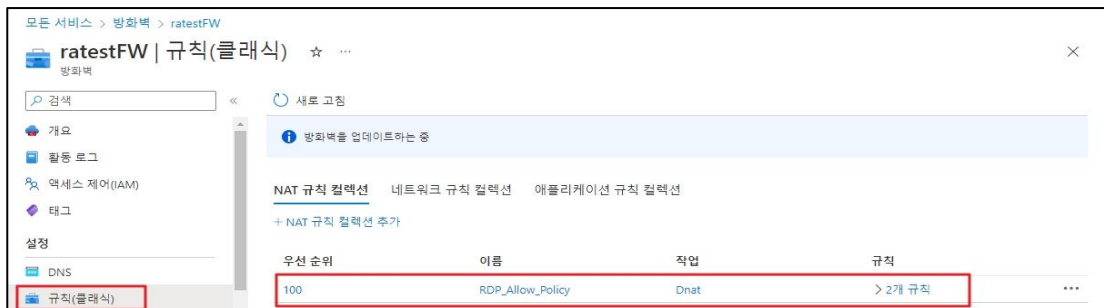 모든 서비스 > 방화벽 > ratestFW
ratestFW | 규칙(클래식) ☆ ...
방화벽
검색
새로 고침
개요
방화벽을 업데이트하는 중
활동 로그
액세스 제어(IAM)
NAT 규칙 컬렉션 네트워크 규칙 컬렉션 애플리케이션 규칙 컬렉션
태그
+ NAT 규칙 컬렉션 추가
설정
우선 순위 이름 작업 규칙
DNS
100 RDP_Allow_Policy Dnat > 2개 규칙 ...
규칙(클래식)